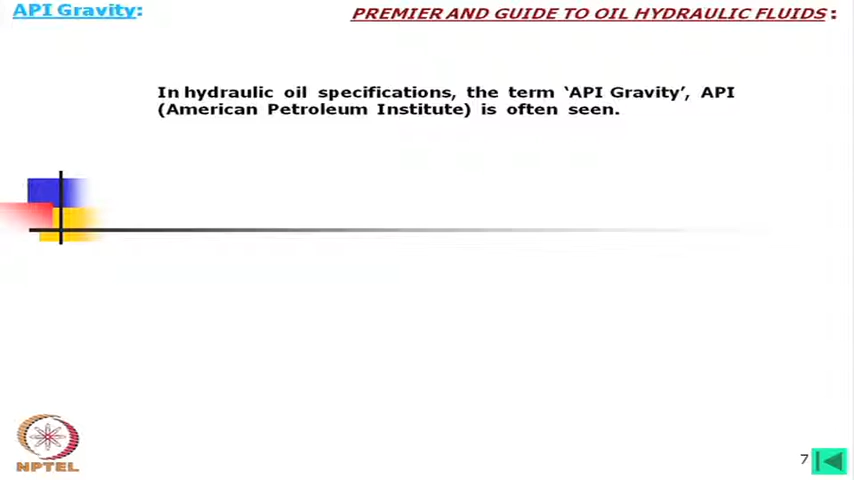 API Gravity:
PREMIER AND GUIDE TO OIL HYDRAULIC FLUIDS :
In hydraulic oil specifications, the term ‘API Gravity’, API
(American Petroleum Institute) is often seen.
NPTEL
7